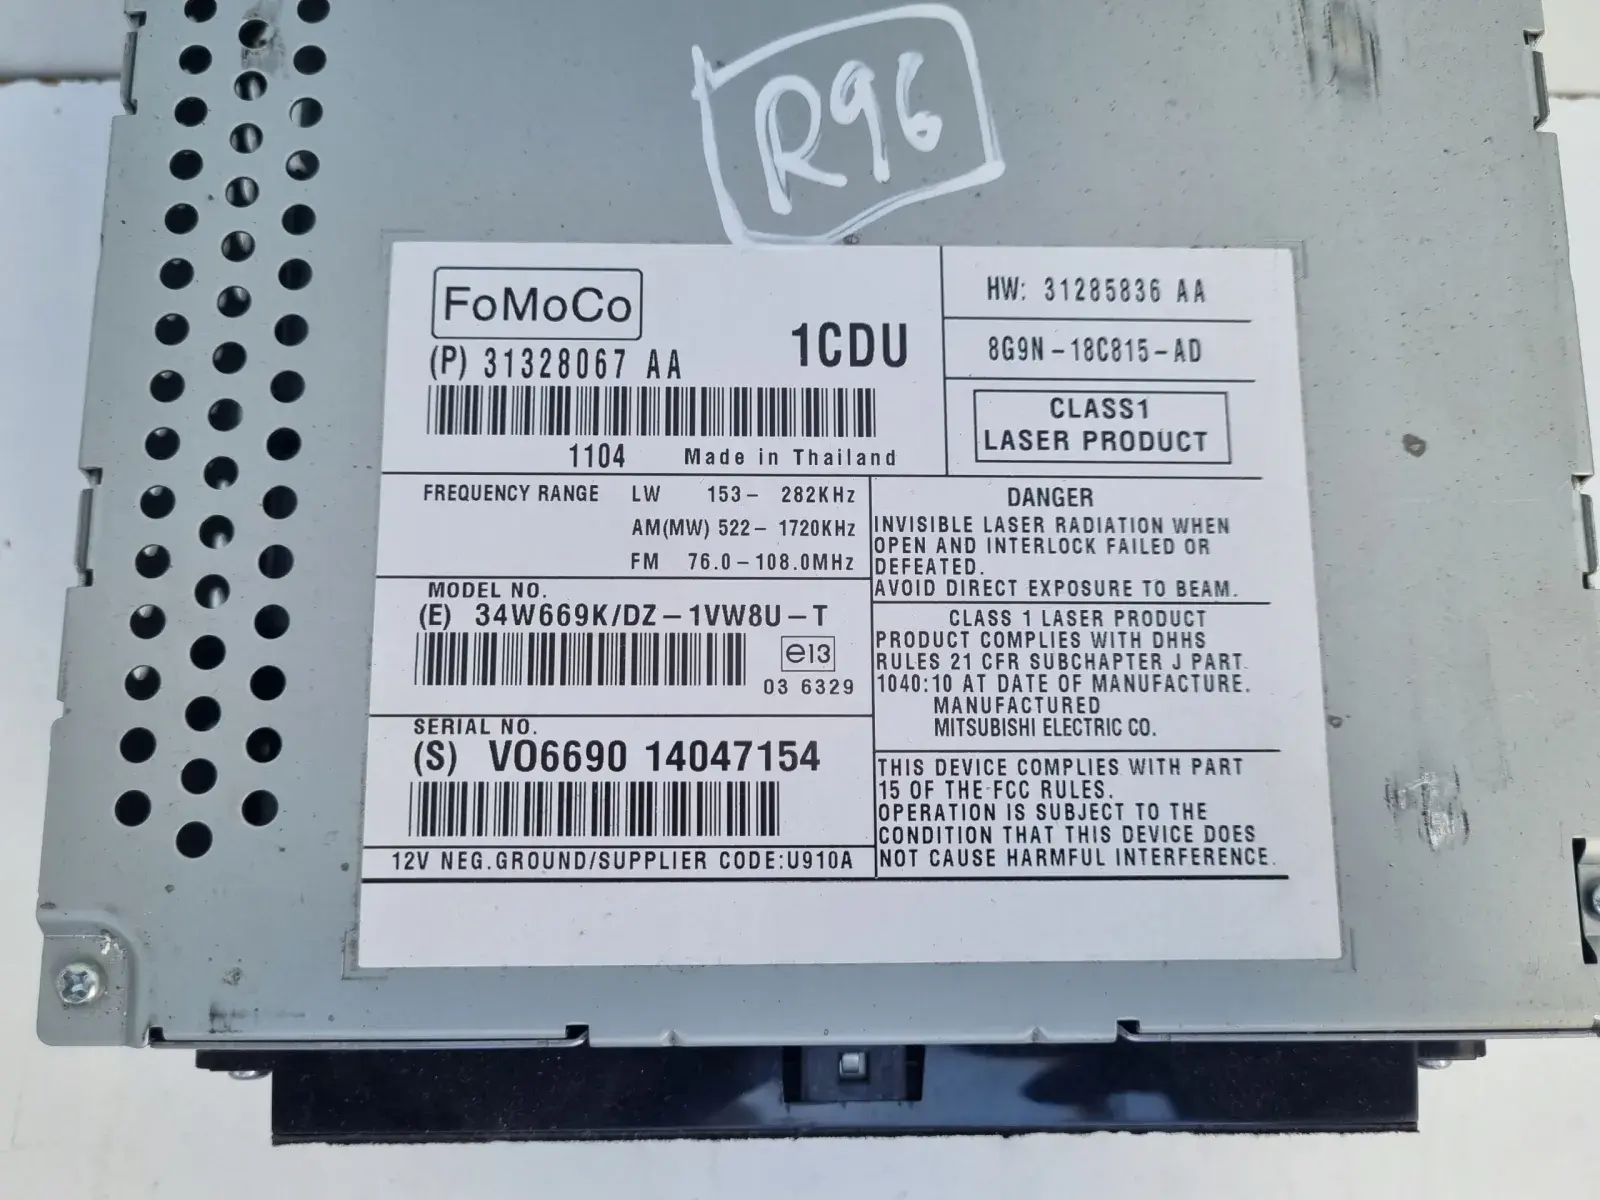 R96
FoMoCo
(P) 31328067 AA
1CDU
1104 Made in Thailand
HW: 31285836 AA
8G9N-18C815-AD
CLASS1
LASER PRODUCT
FREQUENCY RANGE LW 153- 282KHz
AM(MW) 522- 1720KHz
FM 76.0-108.0MHz
MODEL NO.
(E) 34W669K/DZ-1VW8U-T
e13
03 6329
SERIAL NO.
(S) VO6690 14047154
12V NEG.GROUND/SUPPLIER CODE:U910A
DANGER
INVISIBLE LASER RADIATION WHEN
OPEN AND INTERLOCK FAILED OR
DEFEATED.
AVOID DIRECT EXPOSURE TO BEAM.
CLASS 1 LASER PRODUCT
PRODUCT COMPLIES WITH DHHS
RULES 21 CFR SUBCHAPTER J PART
1040:10 AT DATE OF MANUFACTURE.
MANUFACTURED
MITSUBISHI ELECTRIC CO.
THIS DEVICE COMPLIES WITH PART
15 OF THE FCC RULES.
OPERATION IS SUBJECT TO THE
CONDITION THAT THIS DEVICE DOES
NOT CAUSE HARMFUL INTERFERENCE.